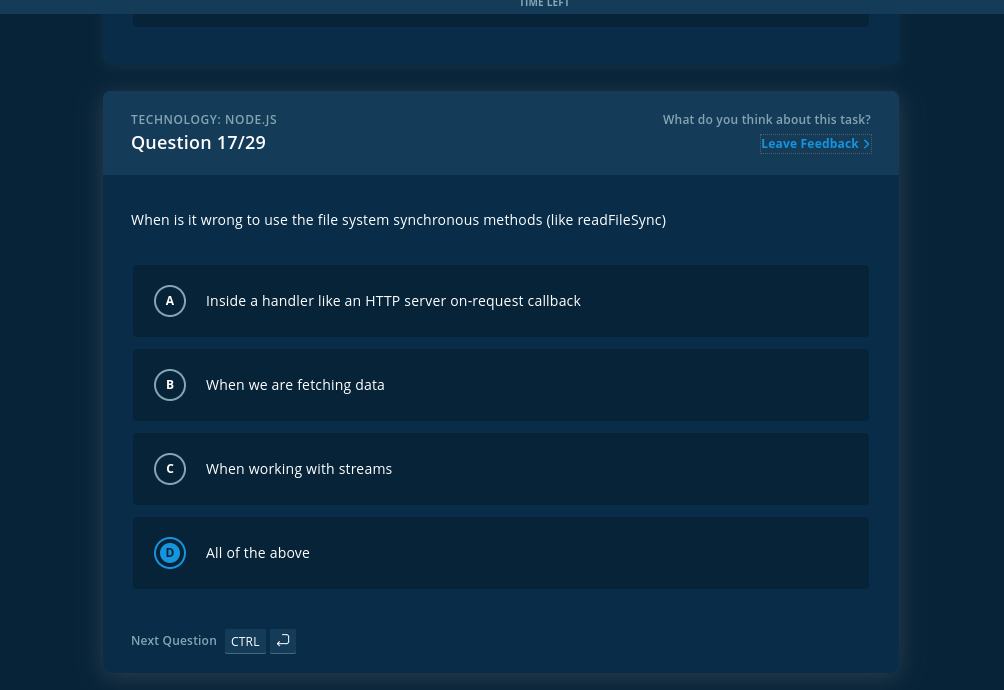 TIME LEFT
TECHNOLOGY: NODE.JS
What do you think about this task?
Question 17/29
Leave Feedback >
When is it wrong to use the file system synchronous methods (like readFileSync)
A Inside a handler like an HTTP server on-request callback
B When we are fetching data
C When working with streams
D All of the above
Next Question CTRL